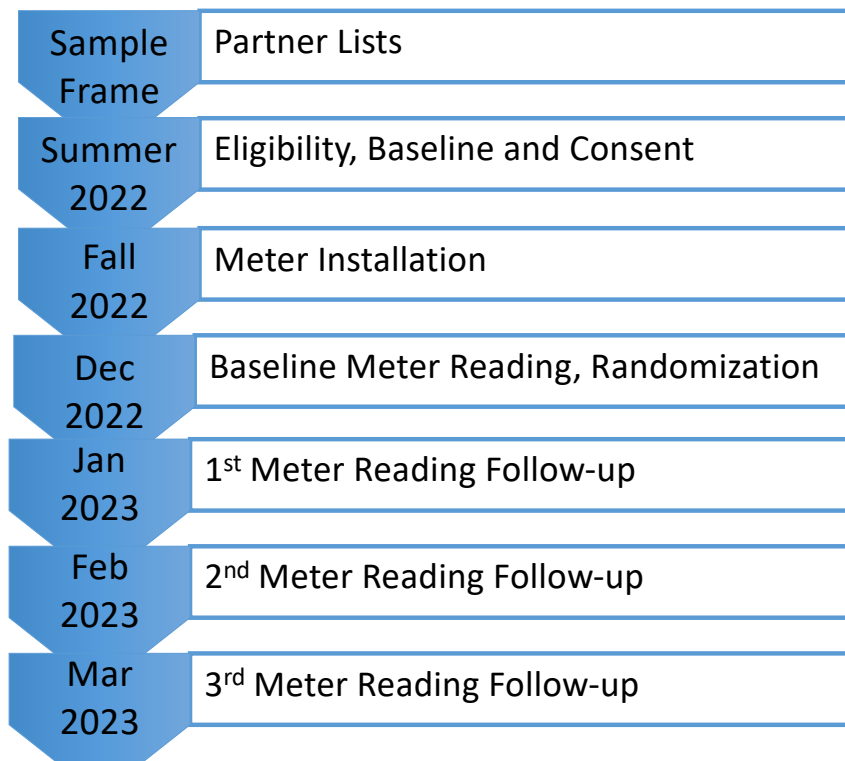 Sample
Frame
Partner Lists
Summer
2022
Eligibility, Baseline and Consent
Fall
2022
Meter Installation
Dec
2022
Baseline Meter Reading, Randomization
Jan
2023
1st Meter Reading Follow-up
Feb
2023
2nd Meter Reading Follow-up
Mar
2023
3rd Meter Reading Follow-up